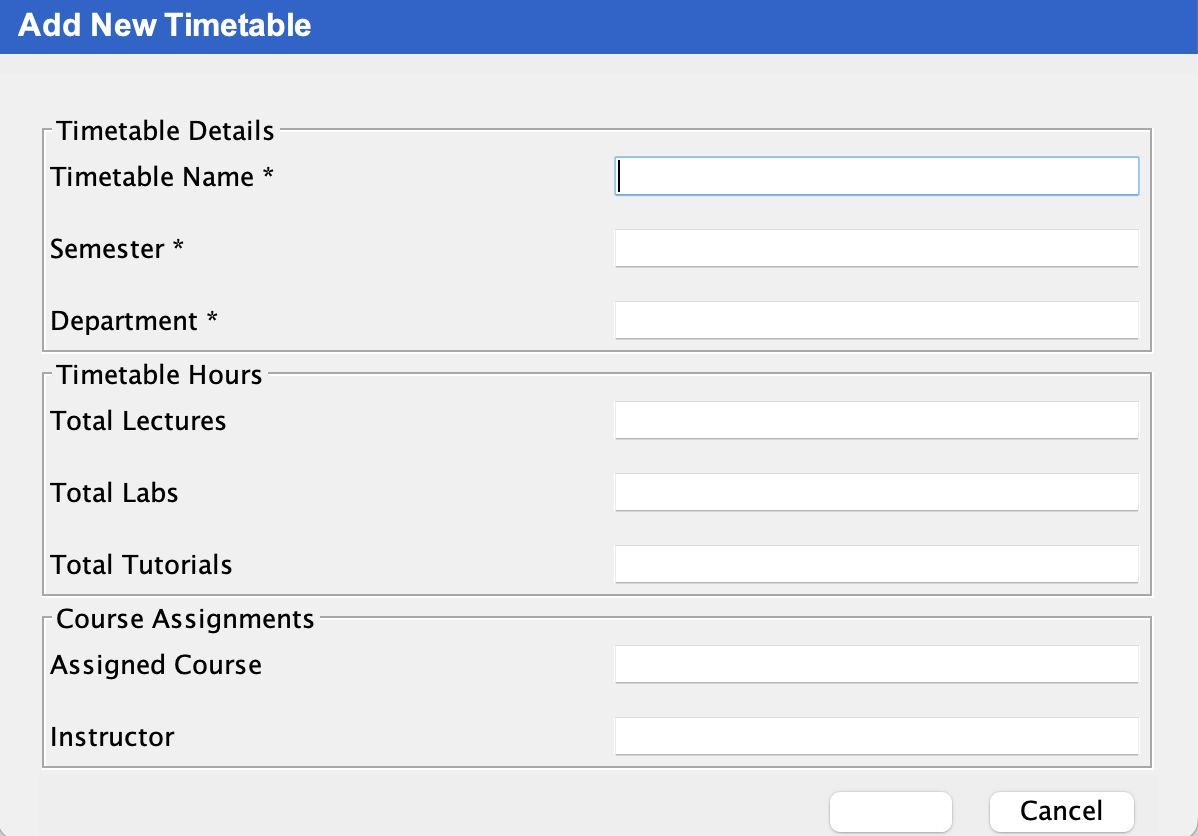 Add New Timetable
Timetable Details
Timetable Name *
Semester *
Department *
Timetable Hours
Total Lectures
Total Labs
Total Tutorials
Course Assignments
Assigned Course
Instructor
Cancel